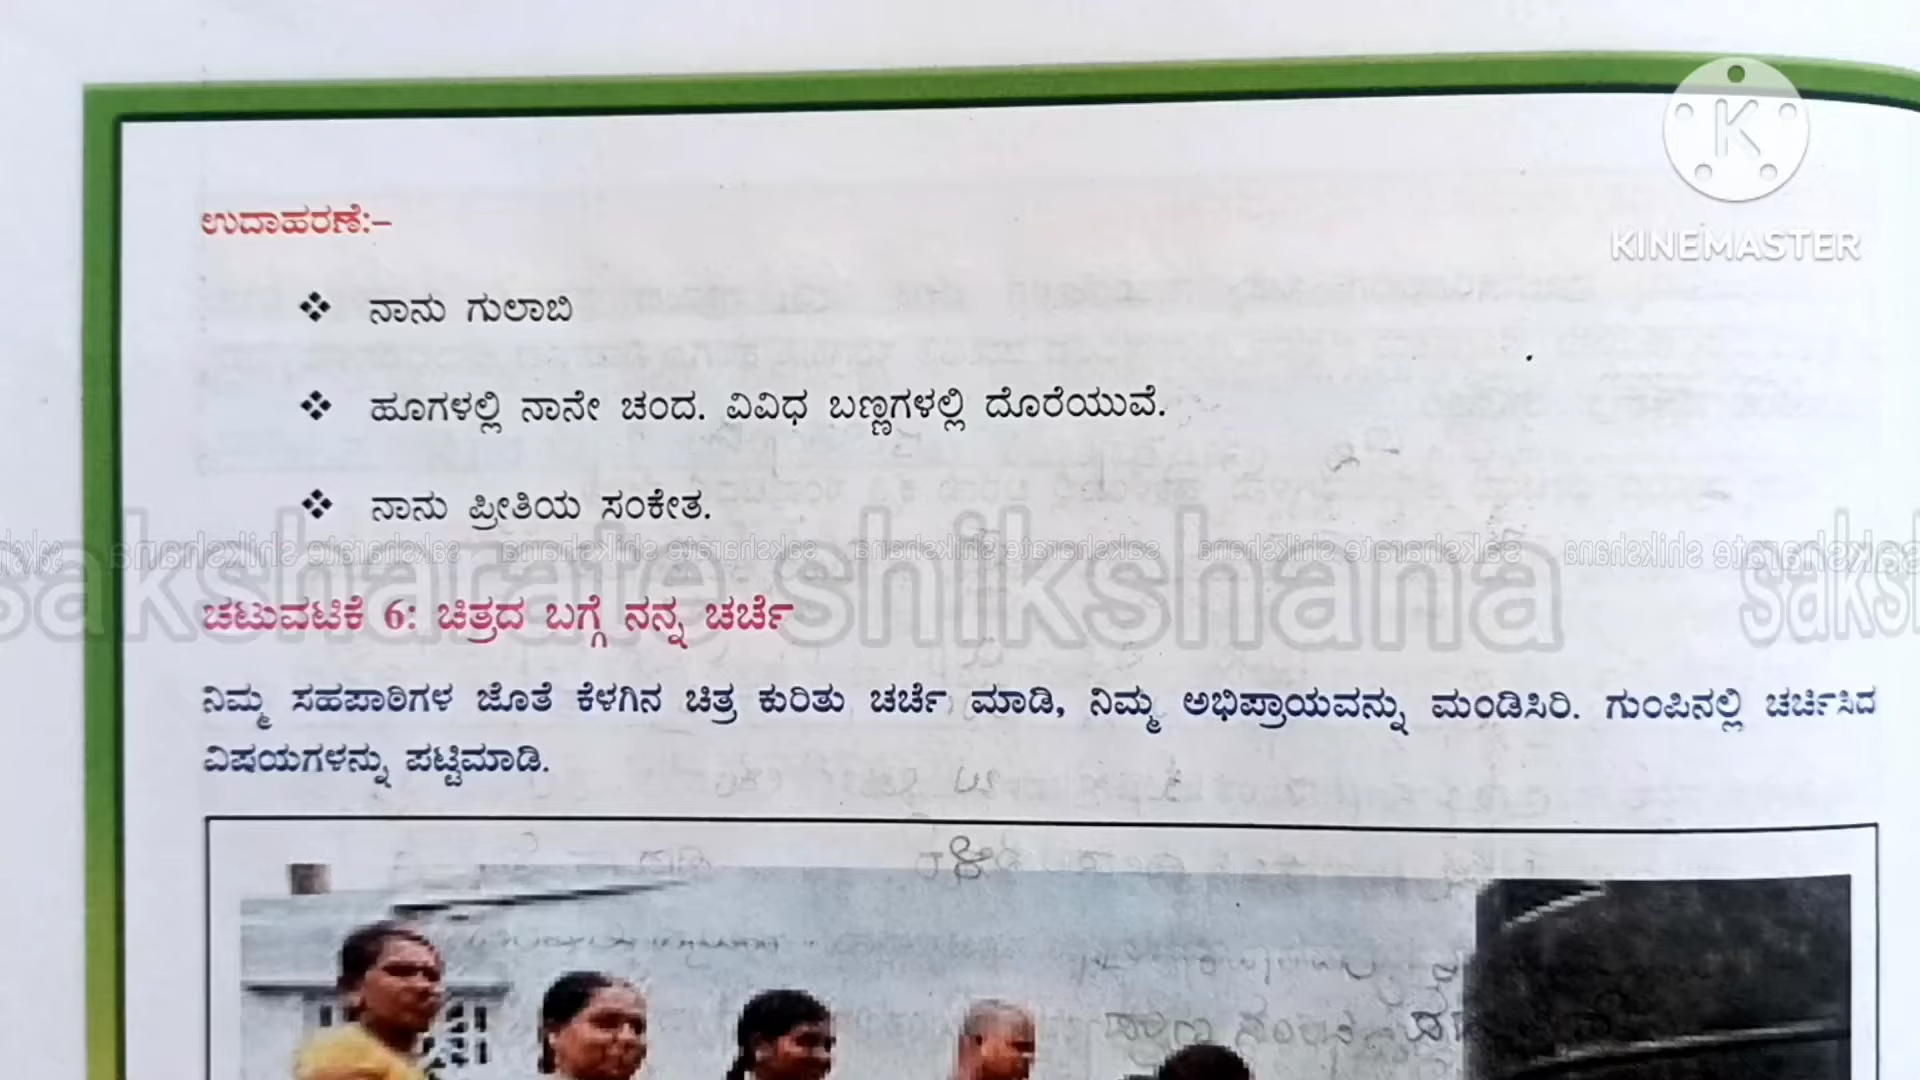 KINEMASTER
ಉದಾಹರಣೆ:–
❖ ನಾನು ಗುಲಾಬಿ
❖ ಹೂಗಳಲ್ಲಿ ನಾನೇ ಚಂದ. ವಿವಿಧ ಬಣ್ಣಗಳಲ್ಲಿ ದೊರೆಯುವೆ.
❖ ನಾನು ಪ್ರೀತಿಯ ಸಂಕೇತ.
saksharate shikshana
ಚಟುವಟಿಕೆ 6: ಚಿತ್ರದ ಬಗ್ಗೆ ನನ್ನ ಚರ್ಚೆ
ನಿಮ್ಮ ಸಹಪಾಠಿಗಳ ಜೊತೆ ಕೆಳಗಿನ ಚಿತ್ರ ಕುರಿತು ಚರ್ಚೆ ಮಾಡಿ, ನಿಮ್ಮ ಅಭಿಪ್ರಾಯವನ್ನು ಮಂಡಿಸಿರಿ. ಗುಂಪಿನಲ್ಲಿ ಚರ್ಚಿಸಿದ
ವಿಷಯಗಳನ್ನು ಪಟ್ಟಿಮಾಡಿ.